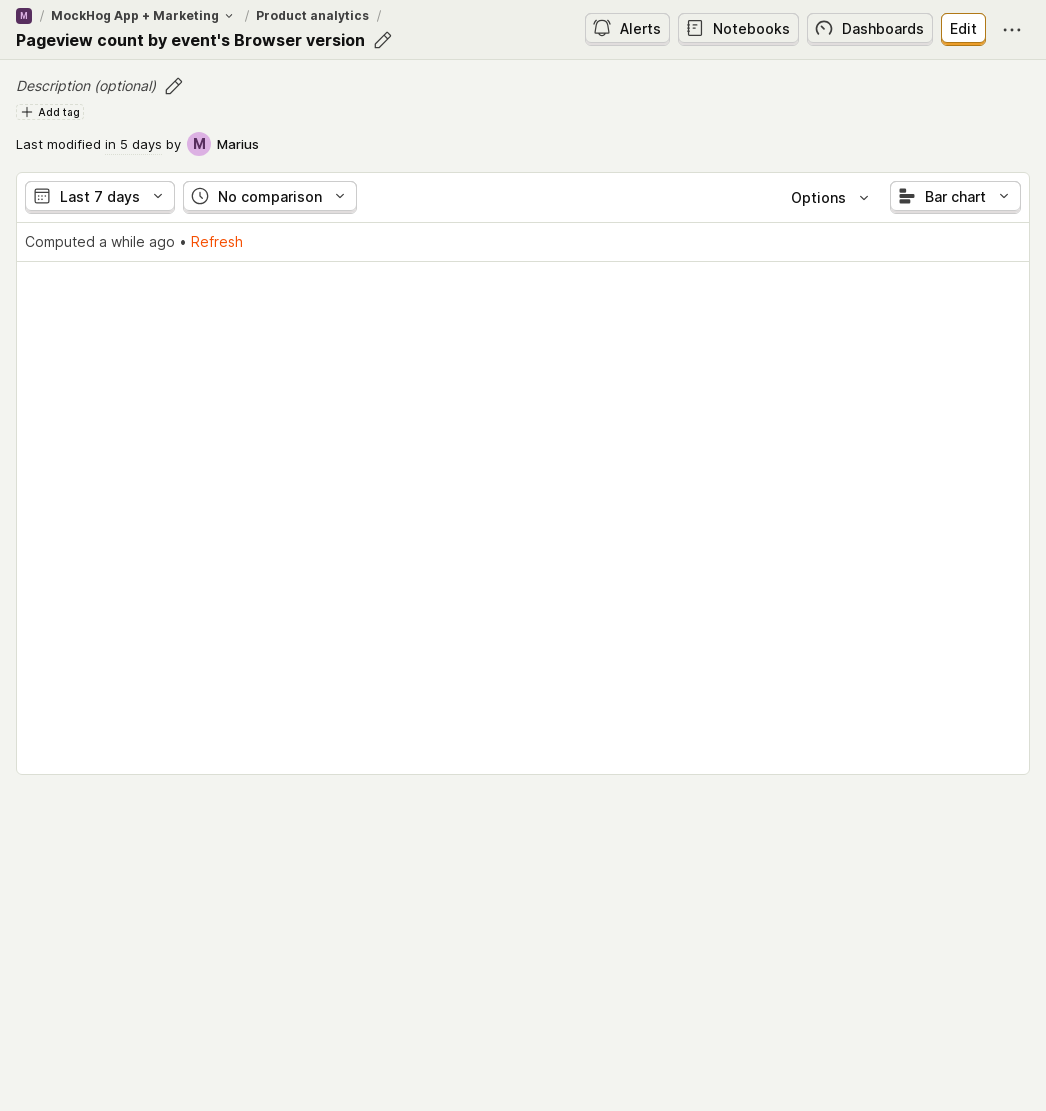 M / MockHog App + Marketing / Product analytics /
Pageview count by event's Browser version
Alerts
Notebooks
Dashboards
Edit
Description (optional)
Add tag
Last modified in 5 days by M Marius
Last 7 days
No comparison
Options
Bar chart
Computed a while ago • Refresh